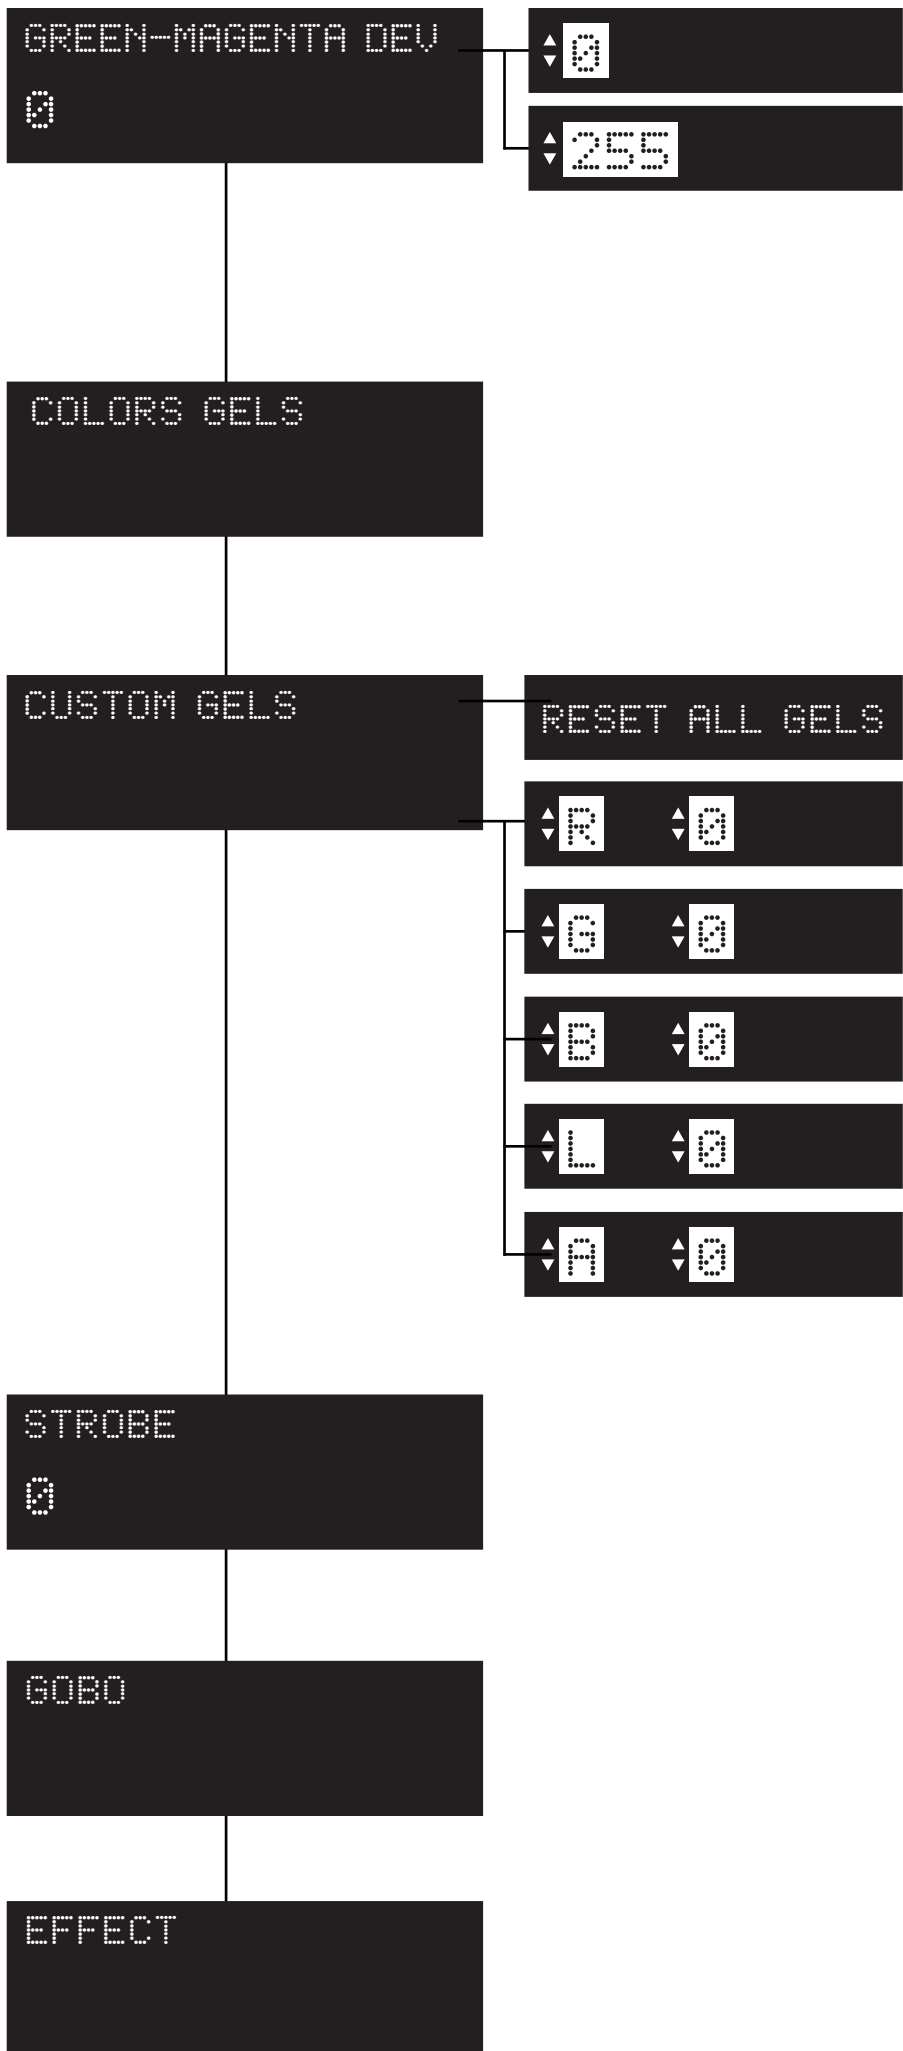 GREEN-MAGENTA DEV
0
0
255
COLORS GELS
CUSTOM GELS
RESET ALL GELS
R 0
G 0
B 0
L 0
A 0
STROBE
0
GOBO
EFFECT